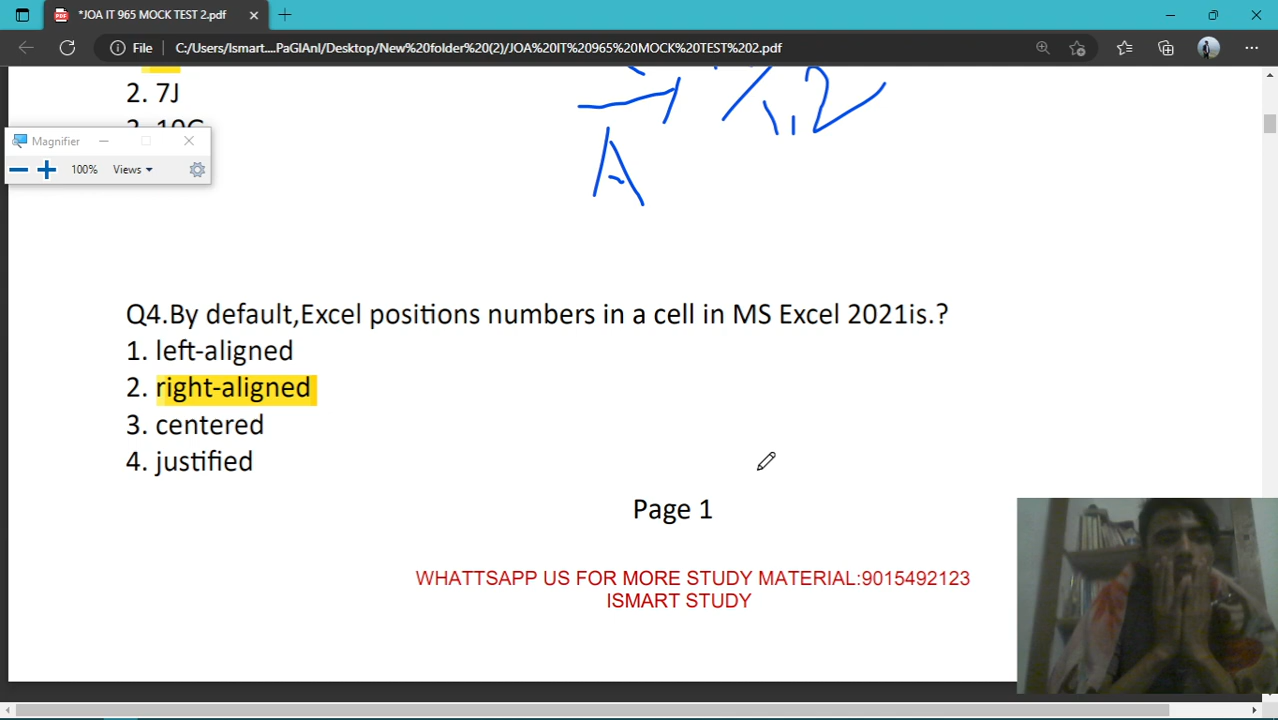 *JOA IT 965 MOCK TEST 2.pdf
File
C:/Users/Ismart....PaGlAnI/Desktop/New%20folder%20(2)/JOA%20IT%20965%20MOCK%20TEST%202.pdf
2. 7J
Magnifier
100%
Views
A
2
Q4.By default,Excel positions numbers in a cell in MS Excel 2021is.?
1. left-aligned
2. right-aligned
3. centered
4. justified
Page 1
WHATTSAPP US FOR MORE STUDY MATERIAL:9015492123
ISMART STUDY